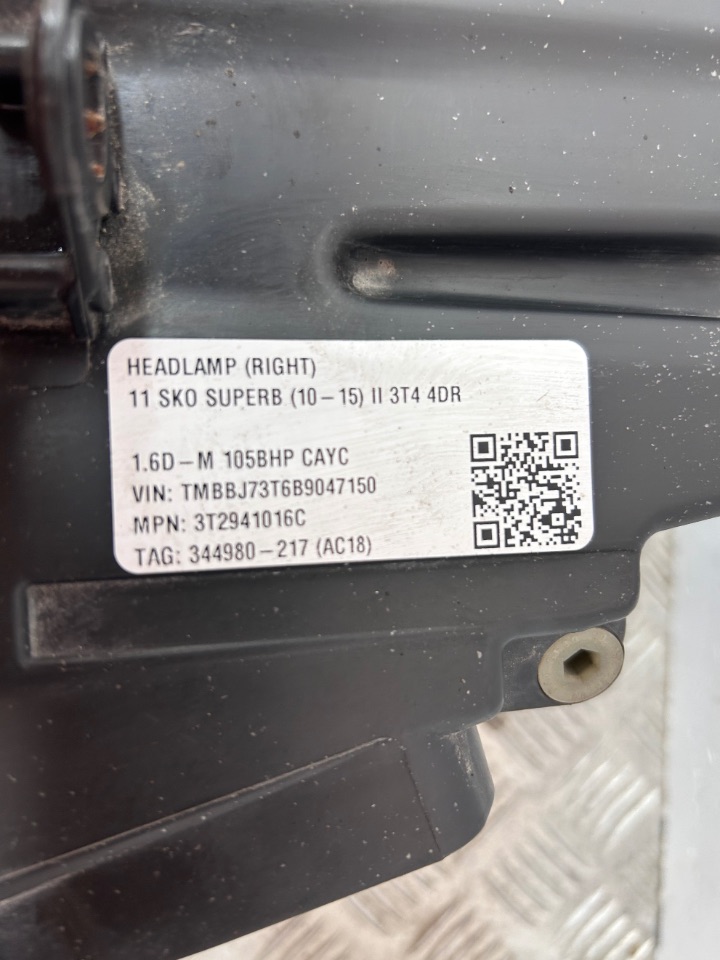 HEADLAMP (RIGHT)
11 SKO SUPERB (10-15) II 3T4 4DR
1.6D-M 105BHP CAYC
VIN: TMBBJ73T6B9047150
MPN: 3T2941016C
TAG: 344980-217 (AC18)